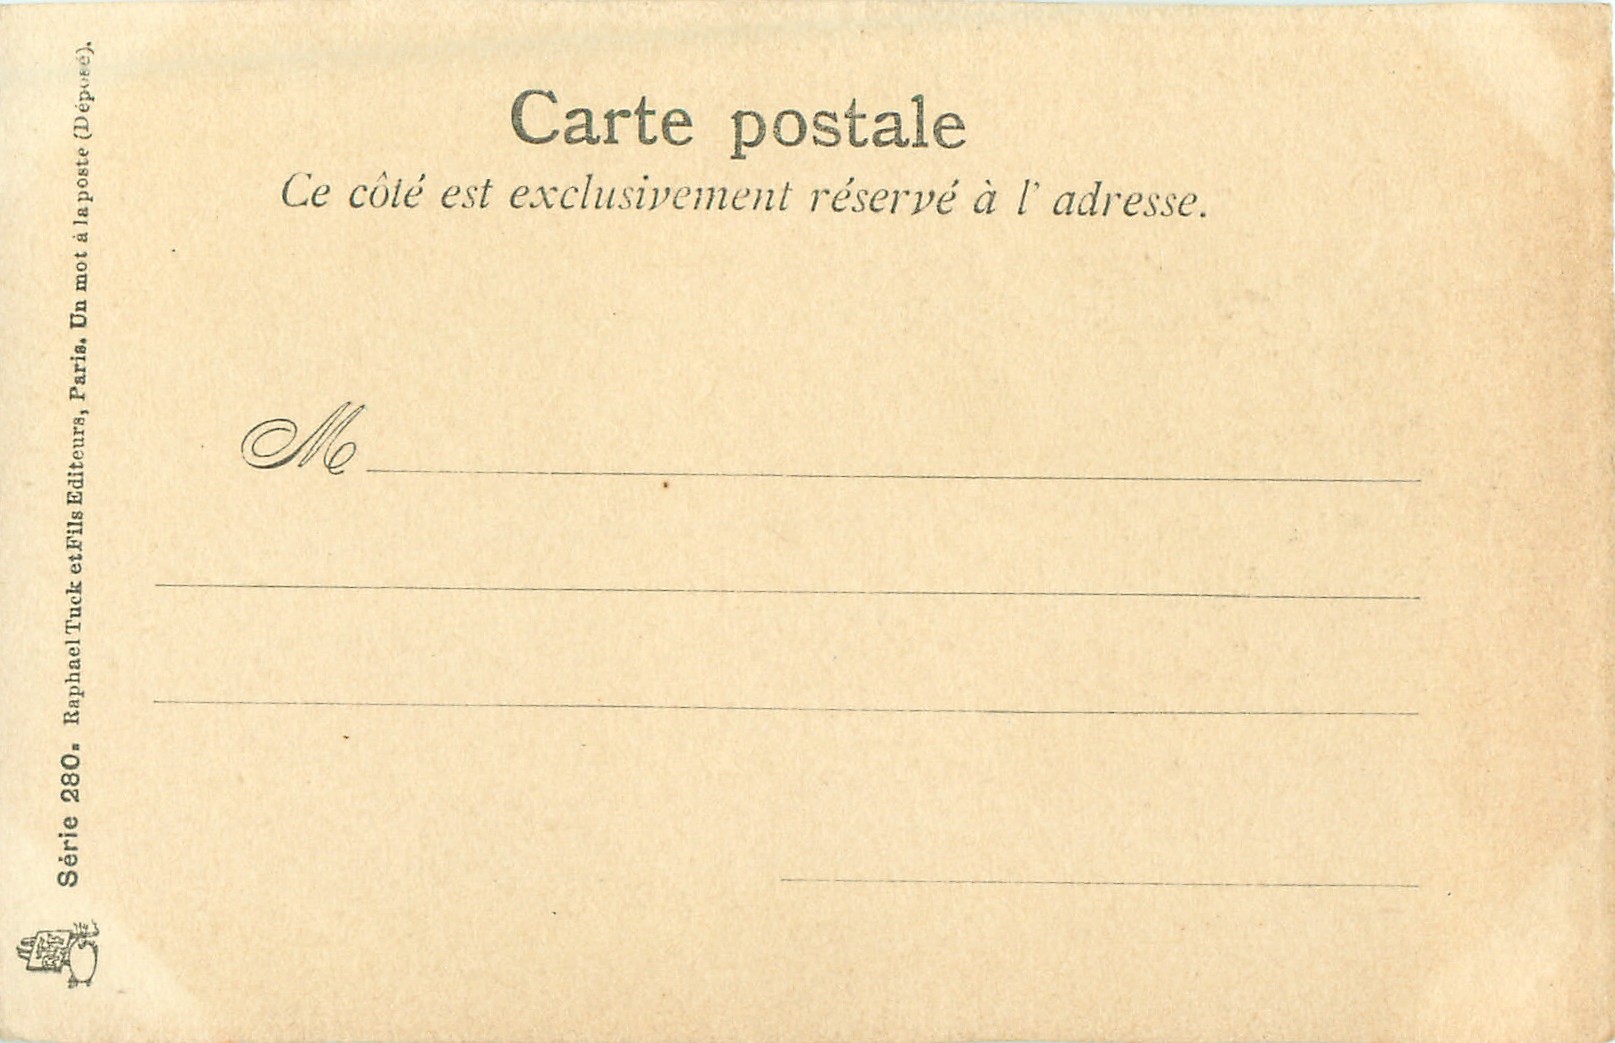 Carte postale
Ce côté est exclusivement réservé à l' adresse.
M
Série 280. Raphael Tuck et Fils Editeurs, Paris. Un mot à la poste (Déposé).